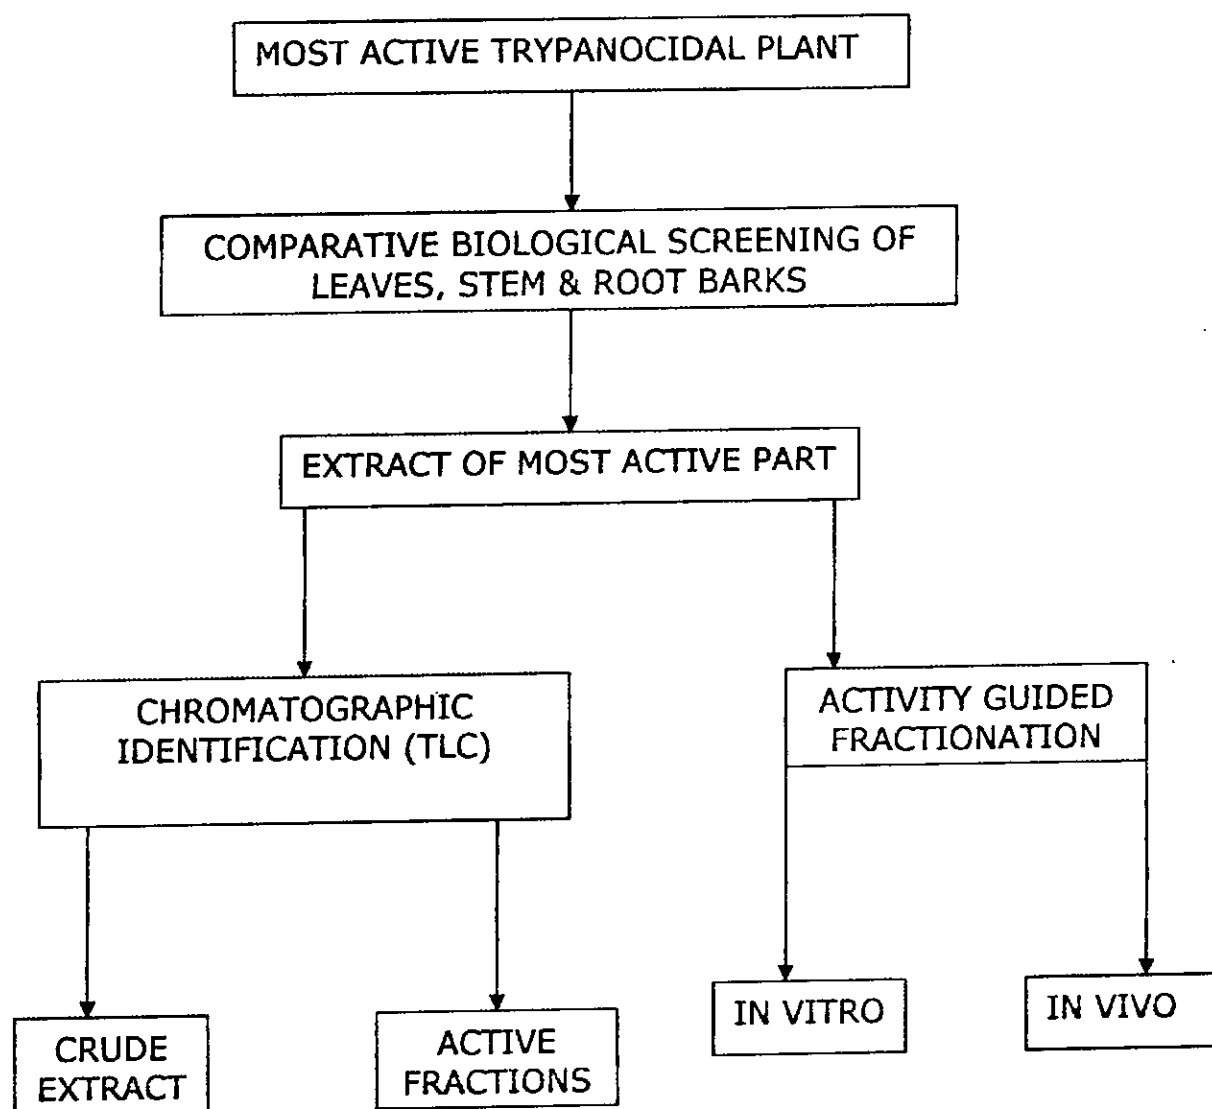 MOST ACTIVE TRYPANOCIDAL PLANT
COMPARATIVE BIOLOGICAL SCREENING OF
LEAVES, STEM & ROOT BARKS
EXTRACT OF MOST ACTIVE PART
CHROMATOGRAPHIC
IDENTIFICATION (TLC)
ACTIVITY GUIDED
FRACTIONATION
CRUDE
EXTRACT
ACTIVE
FRACTIONS
IN VITRO
IN VIVO